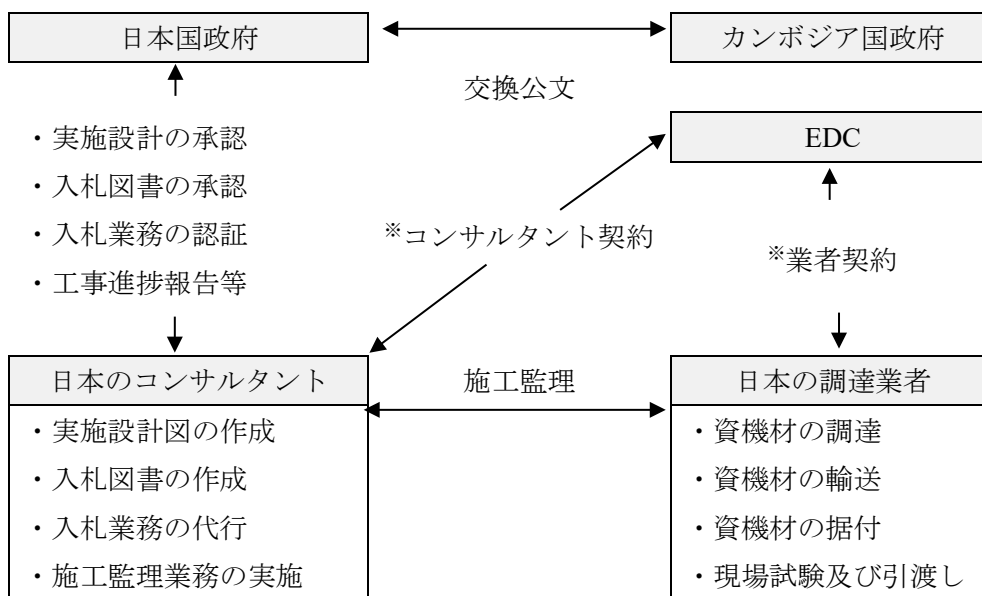 日本国政府
カンボジア国政府
交換公文
・実施設計の承認
・入札図書の承認
・入札業務の認証
・工事進捗報告等
EDC
※コンサルタント契約
※業者契約
日本のコンサルタント
施工監理
日本の調達業者
・実施設計図の作成
・入札図書の作成
・入札業務の代行
・施工監理業務の実施
・資機材の調達
・資機材の輸送
・資機材の据付
・現場試験及び引渡し